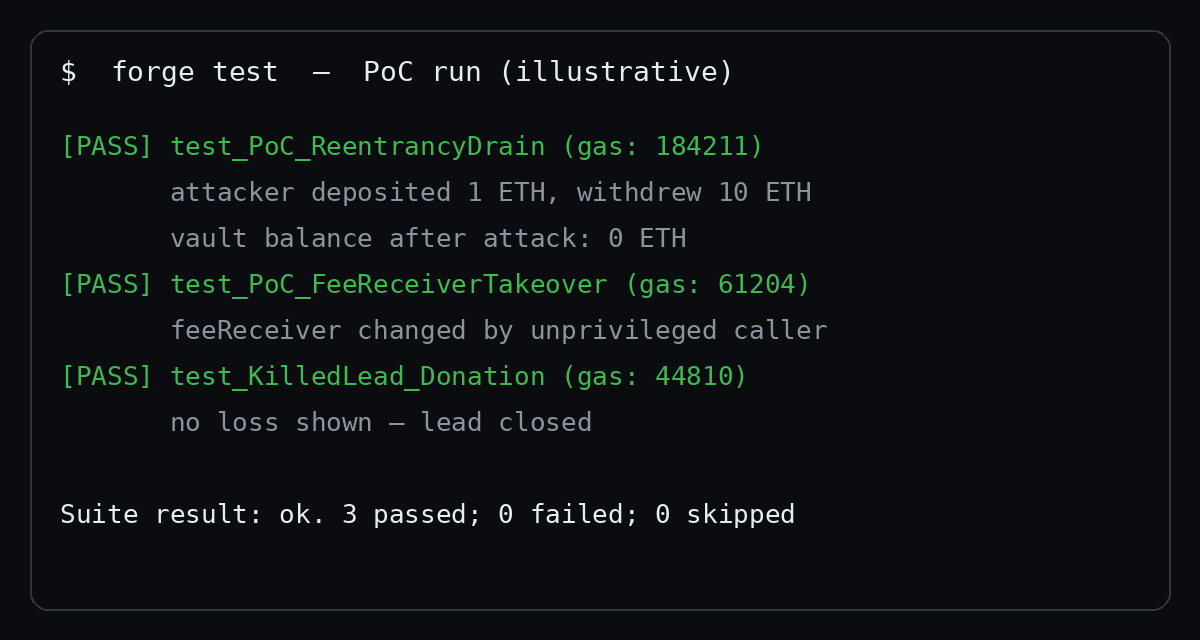 $  forge test  —  PoC run (illustrative)
[PASS] test_PoC_ReentrancyDrain (gas: 184211)
attacker deposited 1 ETH, withdrew 10 ETH
vault balance after attack: 0 ETH
[PASS] test_PoC_FeeReceiverTakeover (gas: 61204)
feeReceiver changed by unprivileged caller
[PASS] test_KilledLead_Donation (gas: 44810)
no loss shown — lead closed
Suite result: ok. 3 passed; 0 failed; 0 skipped